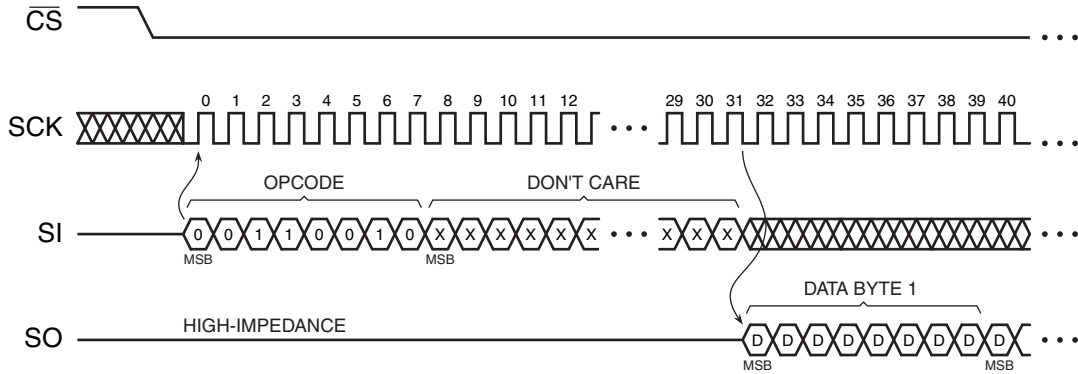 CS
0 1 2 3 4 5 6 7 8 9 10 11 12 29 30 31 32 33 34 35 36 37 38 39 40
SCK
OPCODE DON'T CARE
SI 0 0 1 1 0 0 1 0 X X X X X X X X X
MSB MSB
DATA BYTE 1
HIGH-IMPEDANCE
SO D D D D D D D D D
MSB MSB